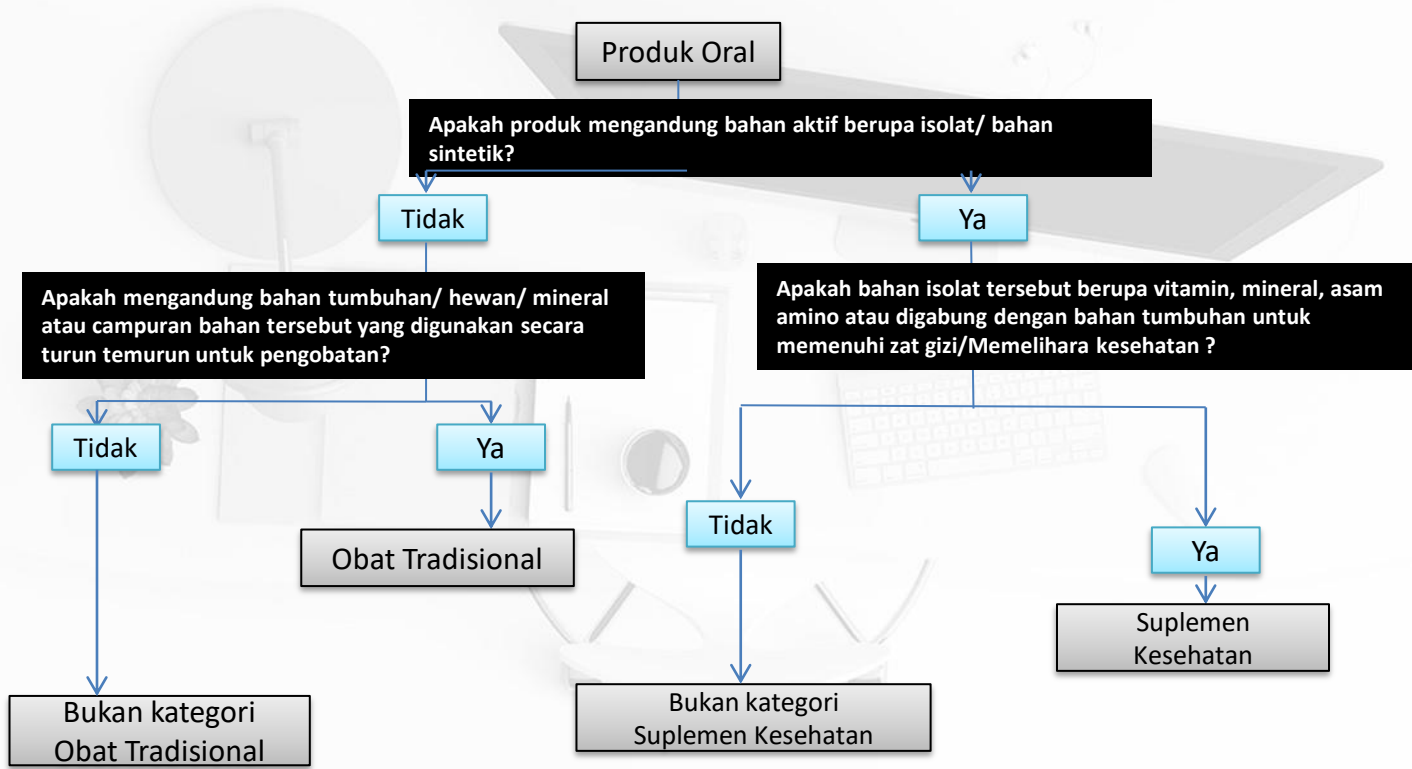 Produk Oral
Apakah produk mengandung bahan aktif berupa isolat/ bahan
sintetik?
Tidak
Ya
Apakah mengandung bahan tumbuhan/ hewan/ mineral
atau campuran bahan tersebut yang digunakan secara
turun temurun untuk pengobatan?
Apakah bahan isolat tersebut berupa vitamin, mineral, asam
amino atau digabung dengan bahan tumbuhan untuk
memenuhi zat gizi/Memelihara kesehatan ?
Tidak
Ya
Tidak
Ya
Obat Tradisional
Suplemen
Kesehatan
Bukan kategori
Obat Tradisional
Bukan kategori
Suplemen Kesehatan